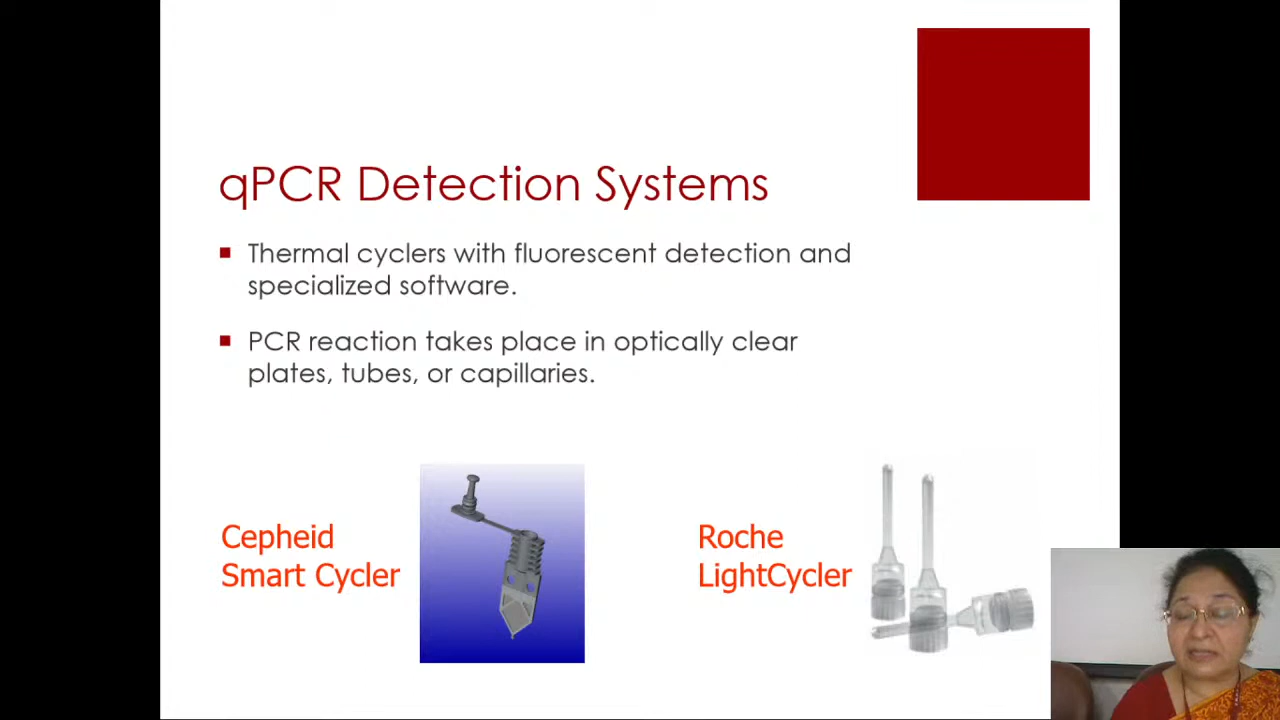 qPCR Detection Systems
Thermal cyclers with fluorescent detection and
specialized software.
PCR reaction takes place in optically clear
plates, tubes, or capillaries.
Cepheid
Smart Cycler
Roche
LightCycler